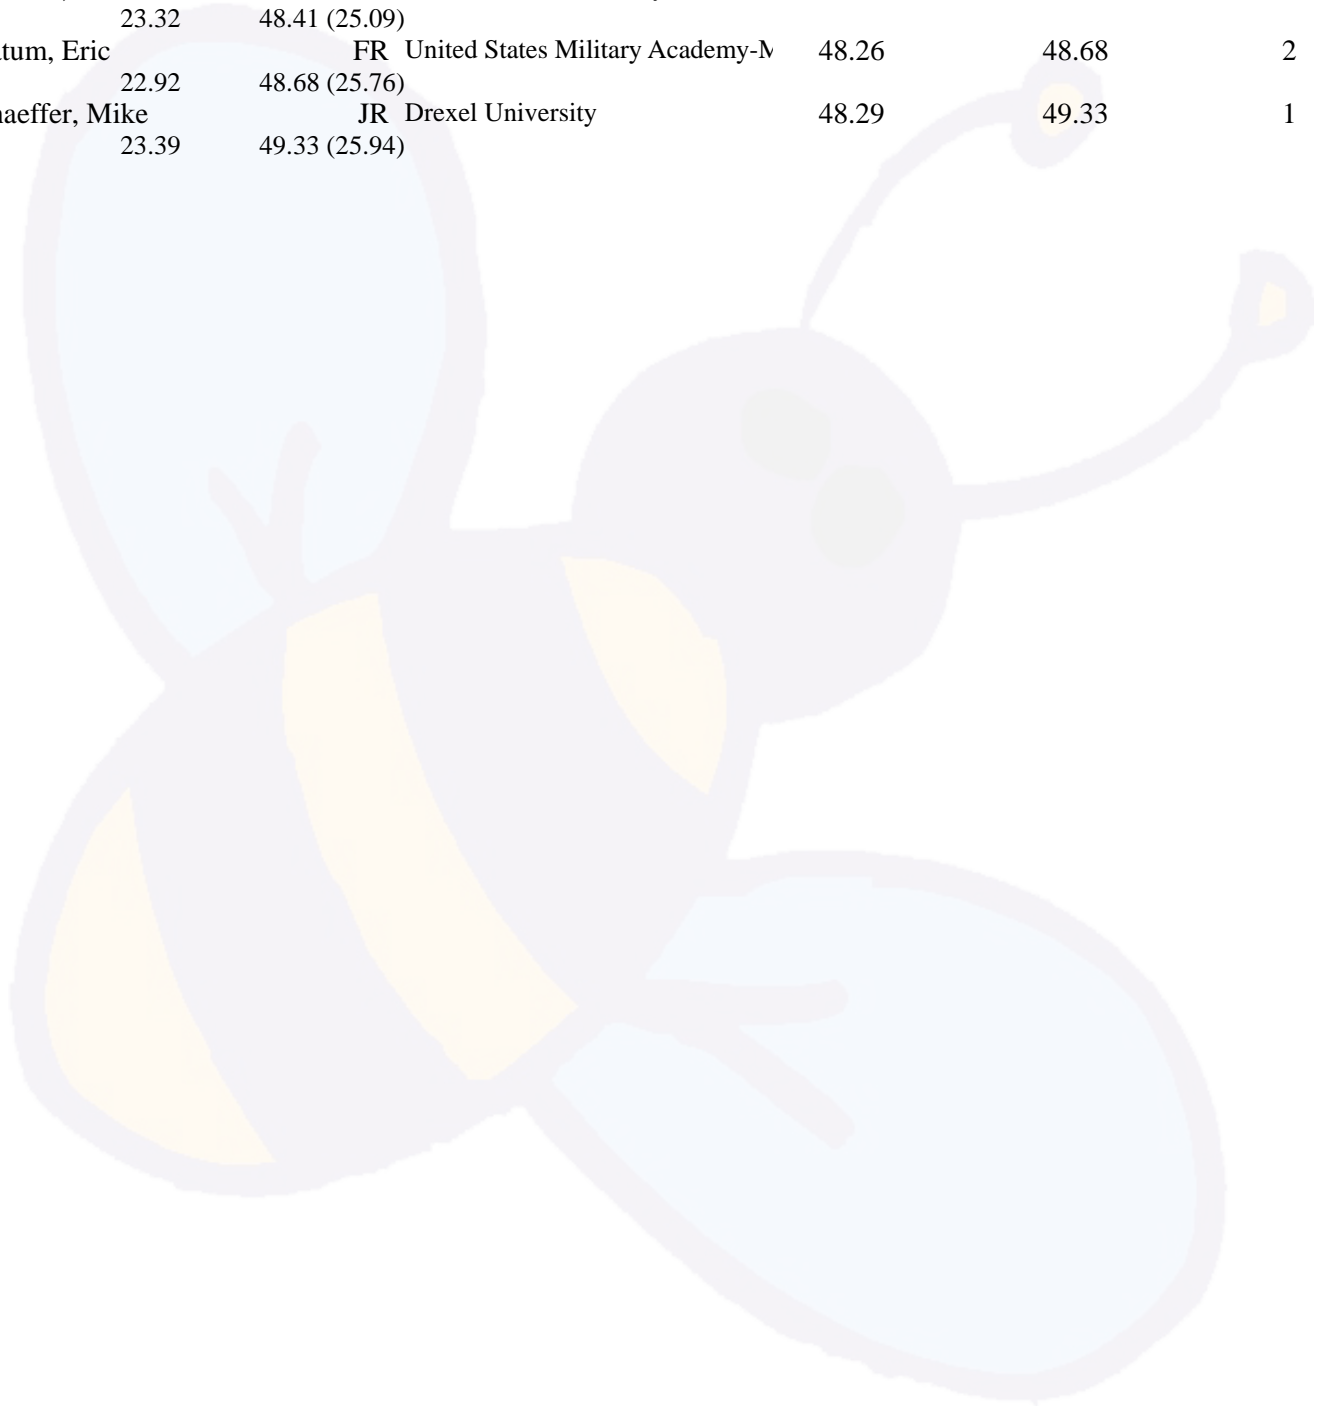 23.32 48.41 (25.09)
tum, Eric FR United States Military Academy-M 48.26 48.68 2
22.92 48.68 (25.76)
aeffer, Mike JR Drexel University 48.29 49.33 1
23.39 49.33 (25.94)